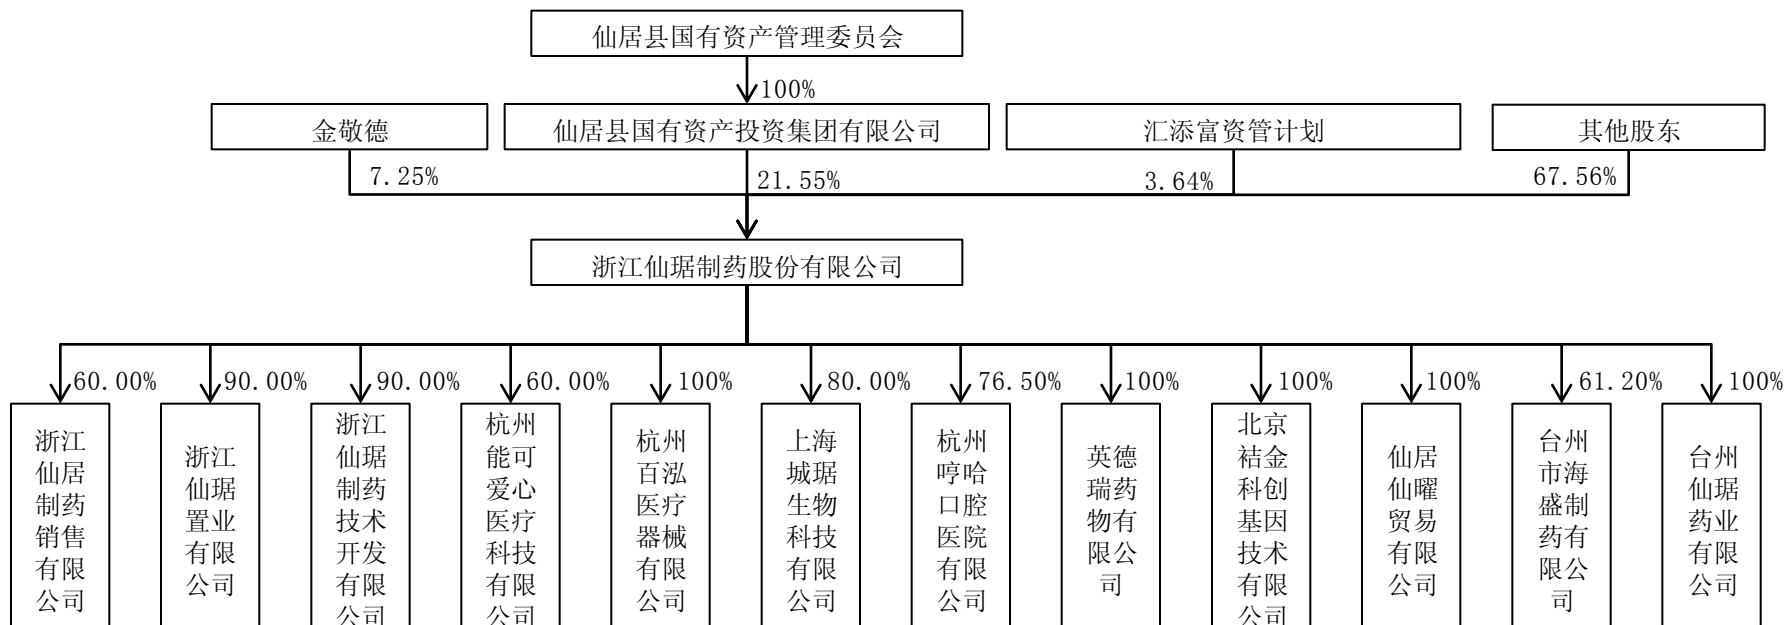 仙居县国有资产管理委员会
100%
金敬德
仙居县国有资产投资集团有限公司
汇添富资管计划
其他股东
7.25%
21.55%
3.64%
67.56%
浙江仙琚制药股份有限公司
60.00%
90.00%
90.00%
60.00%
100%
80.00%
76.50%
100%
100%
100%
61.20%
100%
浙江
仙居
制药
销售
有限
公司
浙江
仙琚
置业
有限
公司
浙江
仙琚
制药
技术
开发
有限
公司
杭州
能可
爱心
医疗
科技
有限
公司
杭州
百泓
医疗
器械
有限
公司
上海
城琚
生物
科技
有限
公司
杭州
哼哈
口腔
医院
有限
公司
英德
瑞药
物有
限公
司
北京
袺金
科创
基因
技术
有限
公司
仙居
仙曜
贸易
有限
公司
台州
市海
盛制
药有
限公
司
台州
仙琚
药业
有限
公司